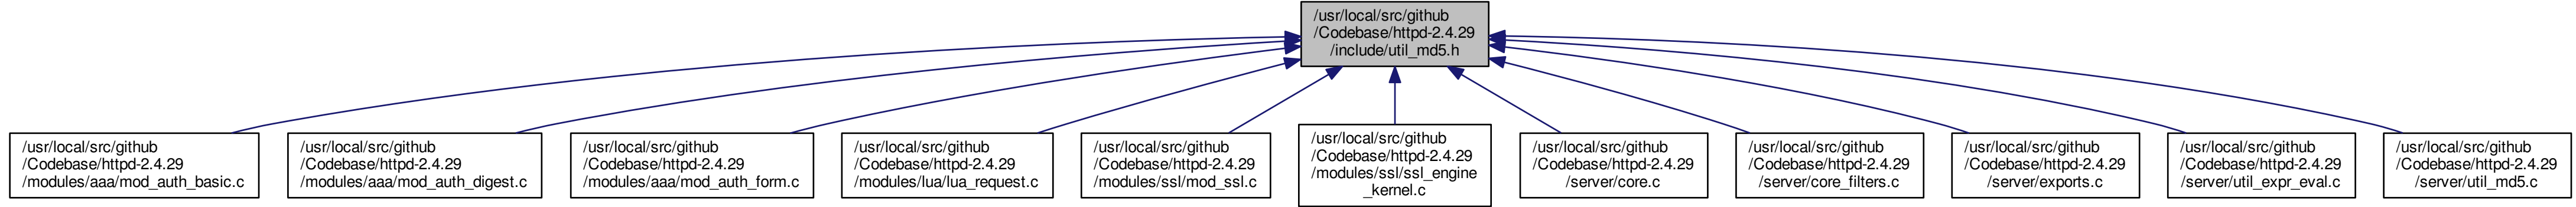 /usr/local/src/github
/Codebase/httpd-2.4.29
/include/util_md5.h
/usr/local/src/github
/Codebase/httpd-2.4.29
/modules/aaa/mod_auth_basic.c
/usr/local/src/github
/Codebase/httpd-2.4.29
/modules/aaa/mod_auth_digest.c
/usr/local/src/github
/Codebase/httpd-2.4.29
/modules/aaa/mod_auth_form.c
/usr/local/src/github
/Codebase/httpd-2.4.29
/modules/lua/lua_request.c
/usr/local/src/github
/Codebase/httpd-2.4.29
/modules/ssl/mod_ssl.c
/usr/local/src/github
/Codebase/httpd-2.4.29
/modules/ssl/ssl_engine
_kernel.c
/usr/local/src/github
/Codebase/httpd-2.4.29
/server/core.c
/usr/local/src/github
/Codebase/httpd-2.4.29
/server/core_filters.c
/usr/local/src/github
/Codebase/httpd-2.4.29
/server/exports.c
/usr/local/src/github
/Codebase/httpd-2.4.29
/server/util_expr_eval.c
/usr/local/src/github
/Codebase/httpd-2.4.29
/server/util_md5.c